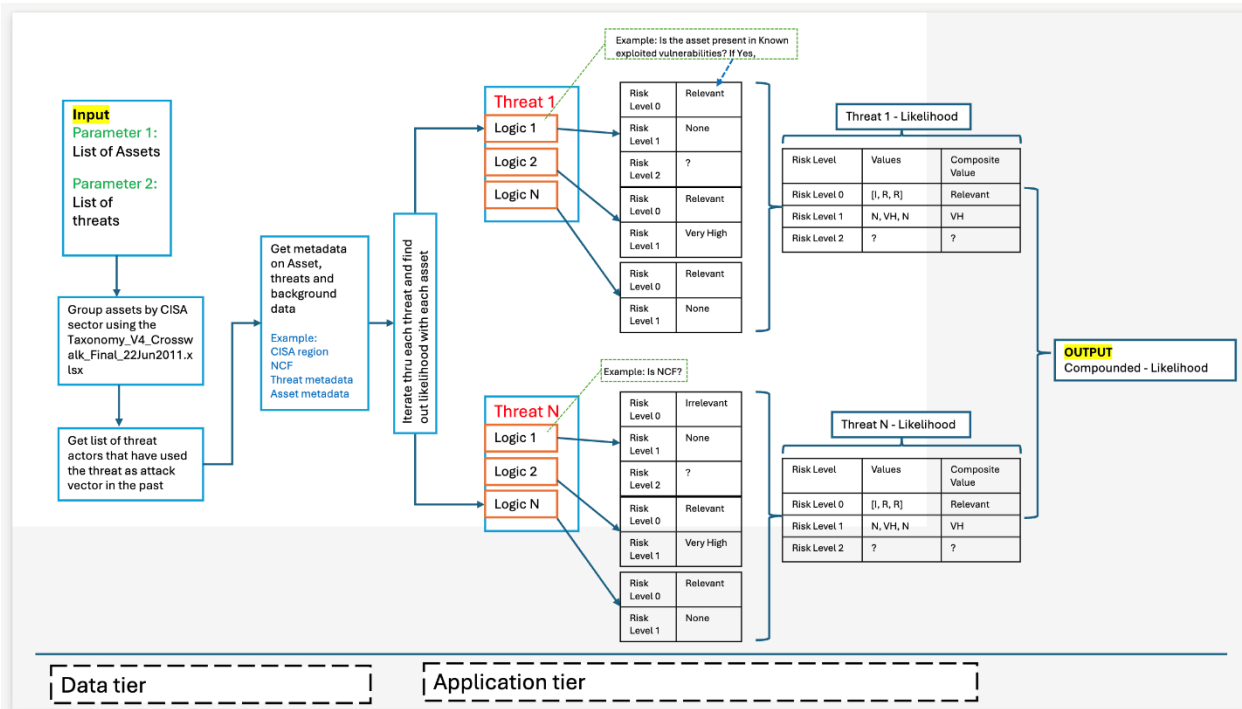 Example: Is the asset present in Known
exploited vulnerabilities? If Yes,
Input
Parameter 1:
List of Assets
Parameter 2:
List of
threats
Group assets by CISA
sector using the
Taxonomy_V4_Crossw
alk_Final_22Jun2011.x
lsx
Get list of threat
actors that have used
the threat as attack
vector in the past
Get metadata
on Asset,
threats and
background
data
Example:
CISA region
NCF
Threat metadata
Asset metadata
Iterate thru each threat and find
out likelihood with each asset
Threat 1
Logic 1
Logic 2
Logic N
Risk
Level 0
Relevant
Risk
Level 1
None
Risk
Level 2
?
Risk
Level 0
Relevant
Risk
Level 1
Very High
Risk
Level 0
Relevant
Risk
Level 1
None
Threat 1 - Likelihood
Risk Level Values Composite
Value
Risk Level 0 [I, R, R] Relevant
Risk Level 1 N, VH, N VH
Risk Level 2 ? ?
Example: Is NCF?
Threat N
Logic 1
Logic 2
Logic N
Risk
Level 0
Irrelevant
Risk
Level 1
None
Risk
Level 2
?
Risk
Level 0
Relevant
Risk
Level 1
Very High
Risk
Level 0
Relevant
Risk
Level 1
None
Threat N - Likelihood
Risk Level Values Composite
Value
Risk Level 0 [I, R, R] Relevant
Risk Level 1 N, VH, N VH
Risk Level 2 ? ?
OUTPUT
Compounded - Likelihood
Data tier
Application tier